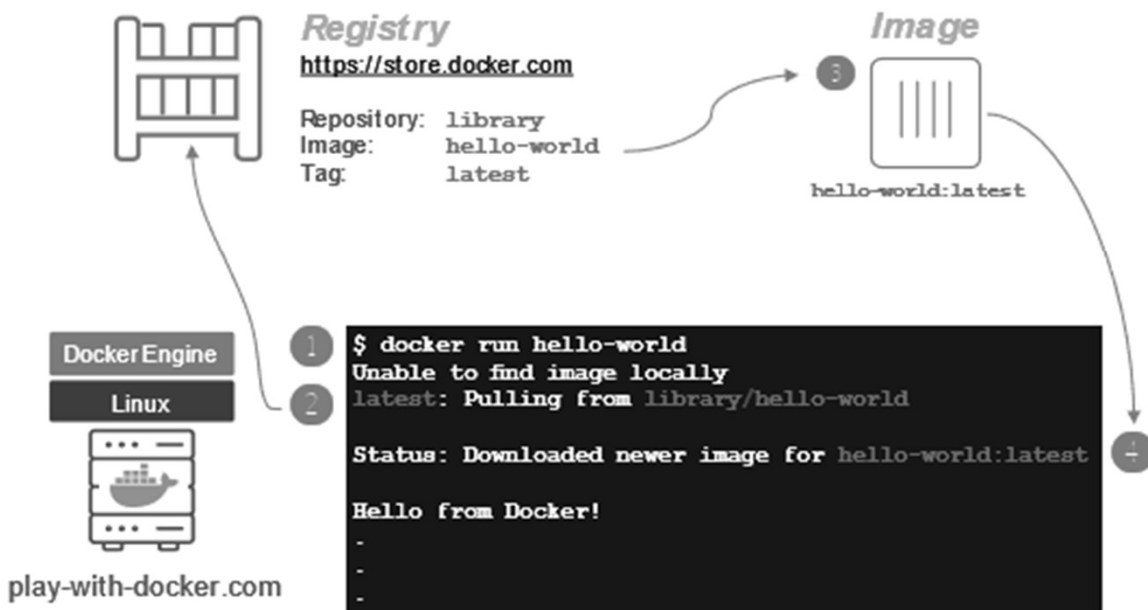 Registry
https://store.docker.com
Repository: library
Image: hello-world
Tag: latest
Image
3
hello-world:latest
Docker Engine
Linux
play-with-docker.com
1
2
$ docker run hello-world
Unable to find image locally
latest: Pulling from library/hello-world
Status: Downloaded newer image for hello-world:latest
Hello from Docker!
-
-
-
4